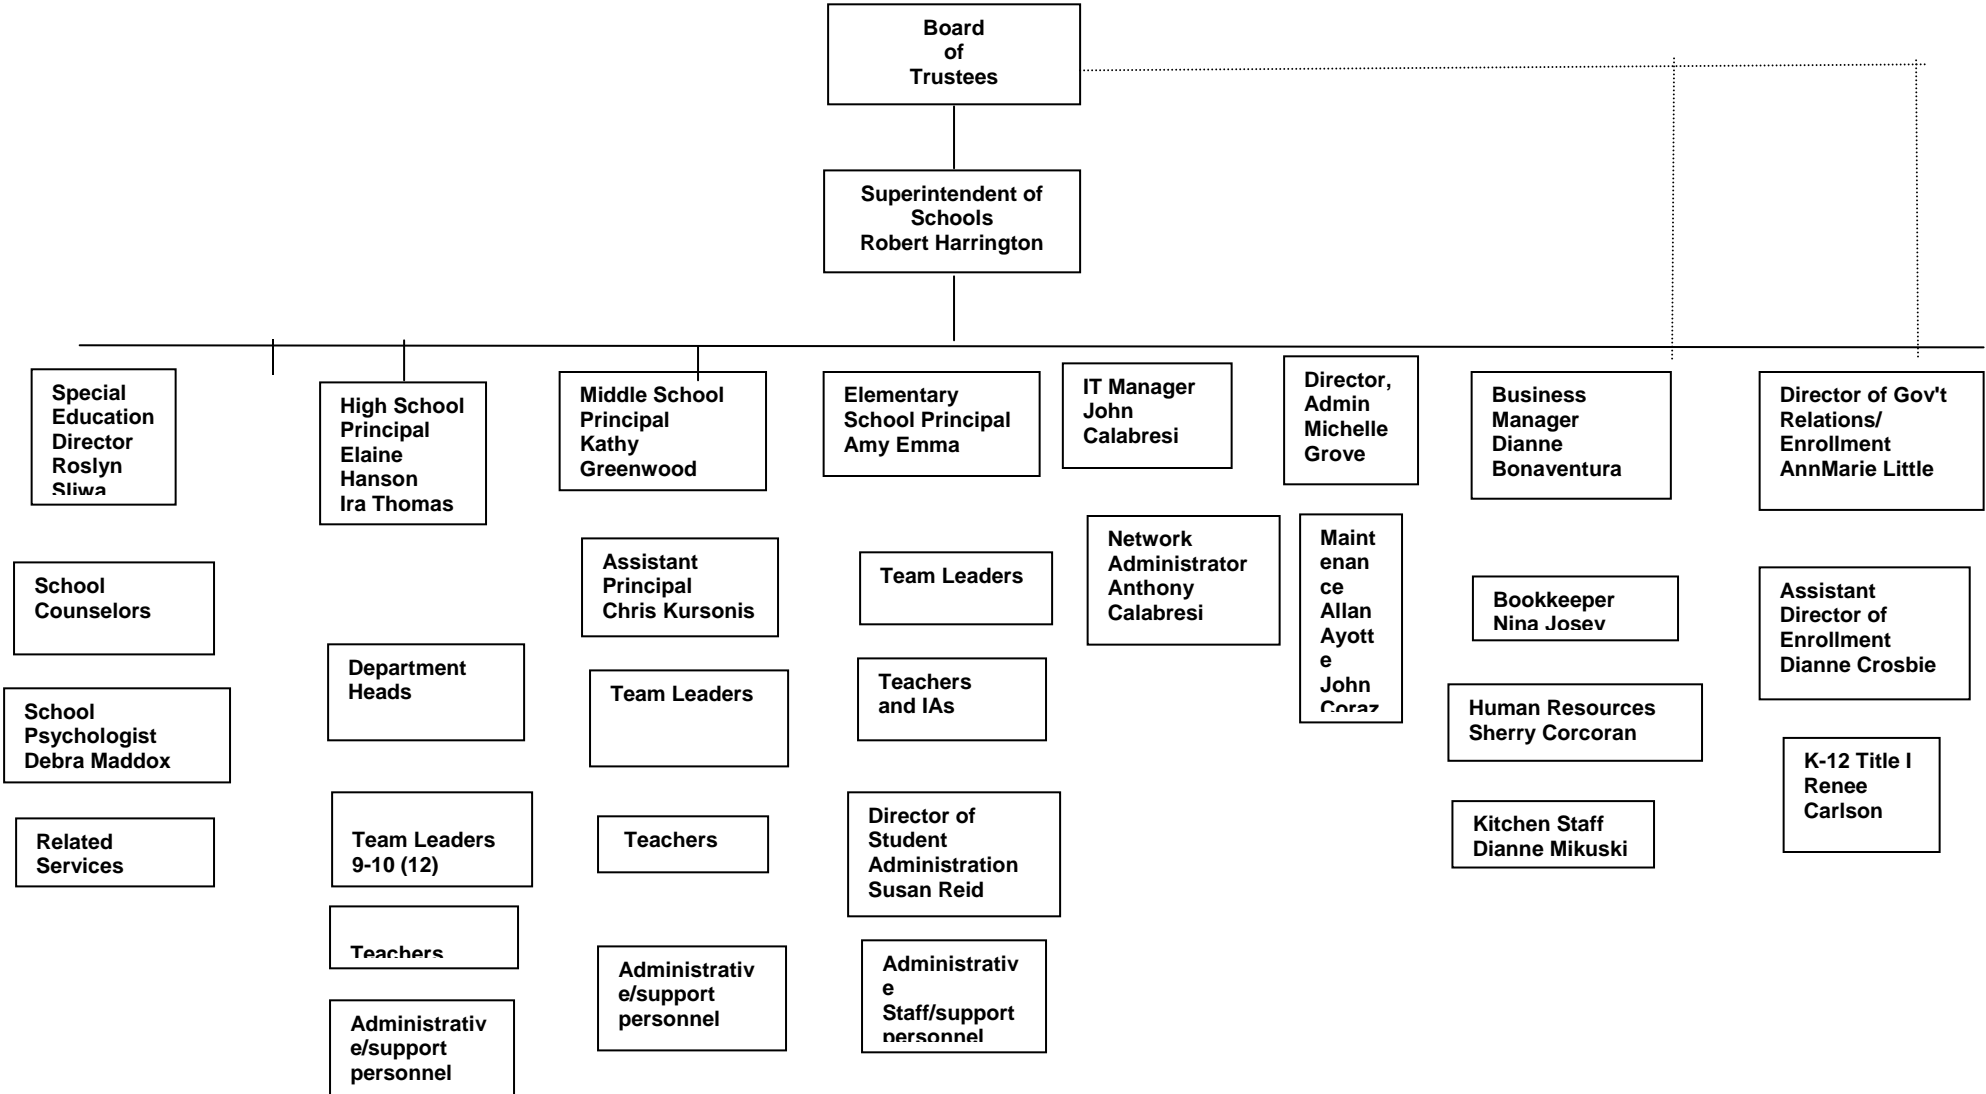 Board
of
Trustees
Superintendent of
Schools
Robert Harrington
Special
Education
Director
Roslyn
Sliwa
High School
Principal
Elaine
Hanson
Ira Thomas
Middle School
Principal
Kathy
Greenwood
Elementary
School Principal
Amy Emma
IT Manager
John
Calabresi
Director,
Admin
Michelle
Grove
Business
Manager
Dianne
Bonaventura
Director of Gov't
Relations/
Enrollment
AnnMarie Little
School
Counselors
School
Psychologist
Debra Maddox
Related
Services
Department
Heads
Team Leaders
9-10 (12)
Teachers
Administrativ
e/support
personnel
Assistant
Principal
Chris Kursonis
Team Leaders
Teachers
Administrativ
e/support
personnel
Team Leaders
Teachers
and IAs
Director of
Student
Administration
Susan Reid
Administrativ
e
Staff/support
personnel
Network
Administrator
Anthony
Calabresi
Maint
enan
ce
Allan
Ayott
e
John
Coraz
Bookkeeper
Nina Josey
Human Resources
Sherry Corcoran
Kitchen Staff
Dianne Mikuski
Assistant
Director of
Enrollment
Dianne Crosbie
K-12 Title I
Renee
Carlson